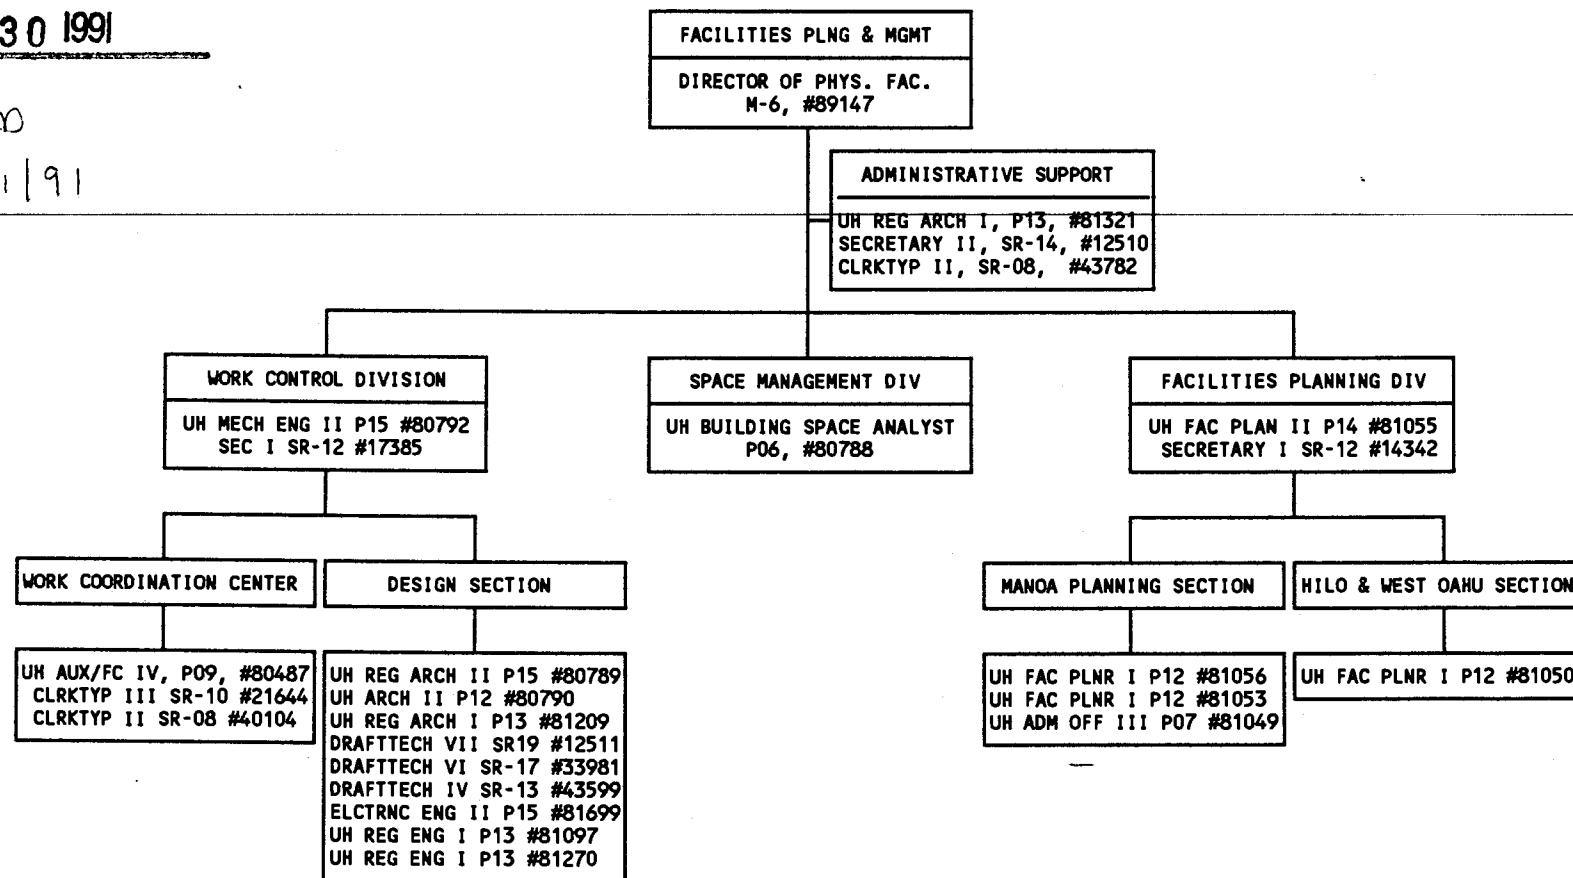 30 1991
1/91
FACILITIES PLNG & MGMT
DIRECTOR OF PHYS. FAC.
M-6, #89147
ADMINISTRATIVE SUPPORT
UH REG ARCH I, P13, #81321
SECRETARY II, SR-14, #12510
CLRKTYP II, SR-08, #43782
WORK CONTROL DIVISION
UH MECH ENG II P15 #80792
SEC I SR-12 #17385
SPACE MANAGEMENT DIV
UH BUILDING SPACE ANALYST
P06, #80788
FACILITIES PLANNING DIV
UH FAC PLAN II P14 #81055
SECRETARY I SR-12 #14342
WORK COORDINATION CENTER
UH AUX/FC IV, P09, #80487
CLRKTYP III SR-10 #21644
CLRKTYP II SR-08 #40104
DESIGN SECTION
UH REG ARCH II P15 #80789
UH ARCH II P12 #80790
UH REG ARCH I P13 #81209
DRAFTTECH VII SR19 #12511
DRAFTTECH VI SR-17 #33981
DRAFTTECH IV SR-13 #43599
ELCTRNC ENG II P15 #81699
UH REG ENG I P13 #81097
UH REG ENG I P13 #81270
MANOA PLANNING SECTION
UH FAC PLNR I P12 #81056
UH FAC PLNR I P12 #81053
UH ADM OFF III P07 #81049
HILO & WEST OAHU SECTION
UH FAC PLNR I P12 #81050